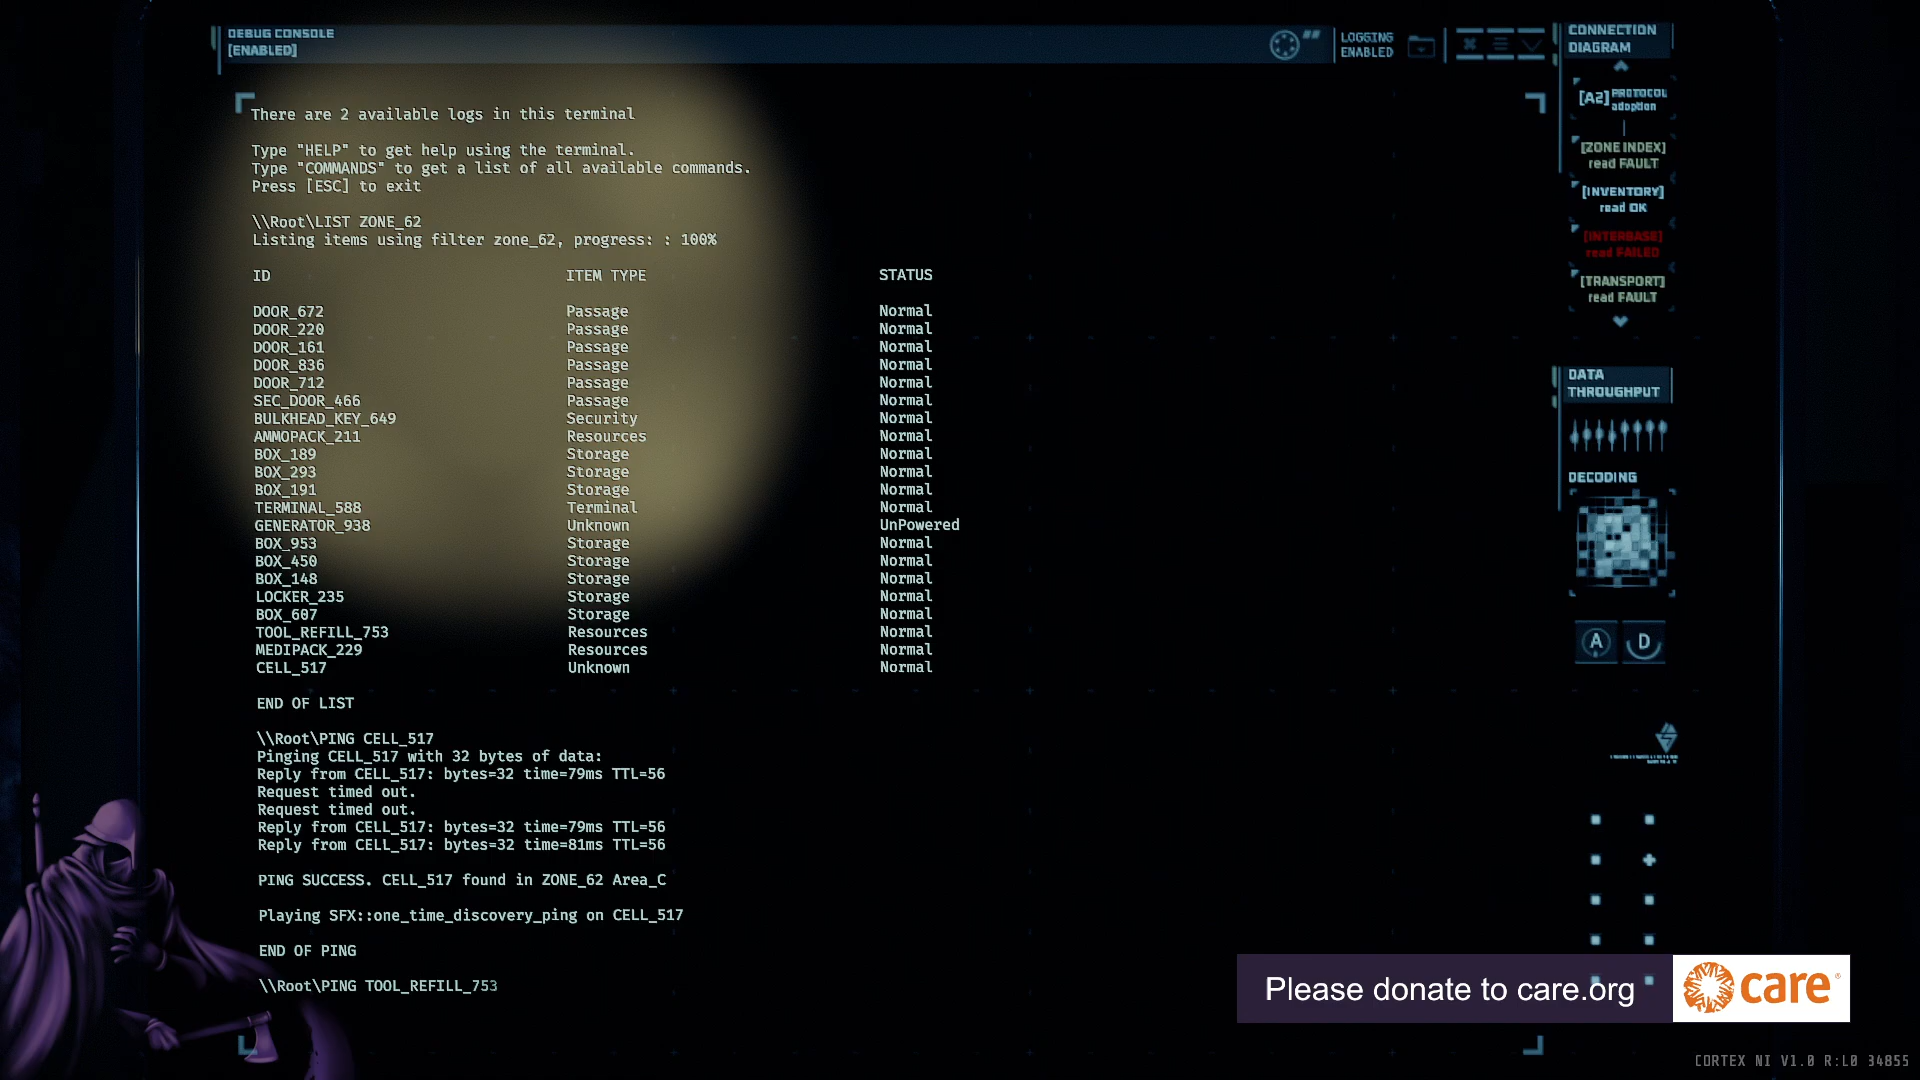 DEBUG CONSOLE
[ENABLED]
LOGGING
ENABLED
There are 2 available logs in this terminal
Type "HELP" to get help using the terminal.
Type "COMMANDS" to get a list of all available commands.
Press [ESC] to exit
\\Root\LIST ZONE_62
Listing items using filter zone_62, progress: : 100%
ID ITEM TYPE STATUS
DOOR_672 Passage Normal
DOOR_220 Passage Normal
DOOR_161 Passage Normal
DOOR_836 Passage Normal
DOOR_712 Passage Normal
SEC_DOOR_466 Passage Normal
BULKHEAD_KEY_649 Security Normal
AMMOPACK_211 Resources Normal
BOX_189 Storage Normal
BOX_293 Storage Normal
BOX_191 Storage Normal
TERMINAL_588 Terminal Normal
GENERATOR_938 Unknown UnPowered
BOX_953 Storage Normal
BOX_450 Storage Normal
BOX_148 Storage Normal
LOCKER_235 Storage Normal
BOX_607 Storage Normal
TOOL_REFILL_753 Resources Normal
MEDIPACK_229 Resources Normal
CELL_517 Unknown Normal
END OF LIST
\\Root\PING CELL_517
Pinging CELL_517 with 32 bytes of data:
Reply from CELL_517: bytes=32 time=79ms TTL=56
Request timed out.
Request timed out.
Reply from CELL_517: bytes=32 time=79ms TTL=56
Reply from CELL_517: bytes=32 time=81ms TTL=56
PING SUCCESS. CELL_517 found in ZONE_62 Area_C
Playing SFX::one_time_discovery_ping on CELL_517
END OF PING
\\Root\PING TOOL_REFILL_753
CONNECTION
DIAGRAM
[A2] PROTOCOL
adoption
[ZONE INDEX]
read FAULT
[INVENTORY]
read OK
[INTERBASE]
read FAILED
[TRANSPORT]
read FAULT
DATA
THROUGHPUT
DECODING
A D
Please donate to care.org
care®
CORTEX NI V1.0 R:L0 34855